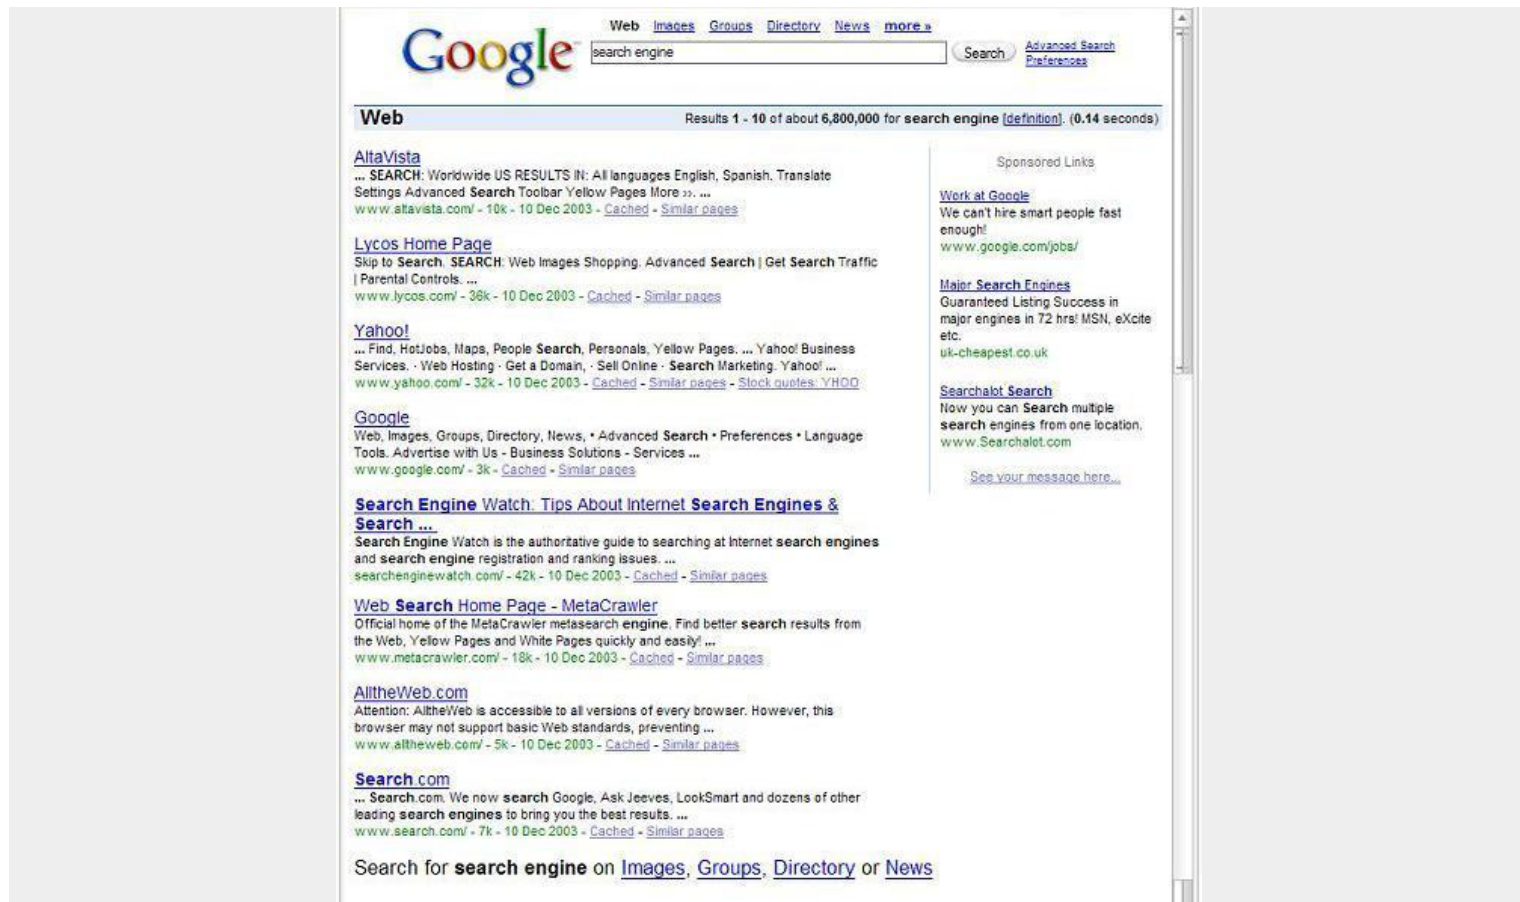 Web Images Groups Directory News more »
Google™ search engine Search Advanced Search
Preferences
Web Results 1 - 10 of about 6,800,000 for search engine [definition]. (0.14 seconds)
AltaVista
... SEARCH: Worldwide US RESULTS IN: All languages English, Spanish. Translate
Settings Advanced Search Toolbar Yellow Pages More »». ...
www.altavista.com/ - 10k - 10 Dec 2003 - Cached - Similar pages
Lycos Home Page
Skip to Search. SEARCH: Web Images Shopping. Advanced Search | Get Search Traffic
| Parental Controls. ...
www.lycos.com/ - 36k - 10 Dec 2003 - Cached - Similar pages
Yahoo!
... Find, HotJobs, Maps, People Search, Personals, Yellow Pages. ... Yahoo! Business
Services. · Web Hosting · Get a Domain, · Sell Online · Search Marketing. Yahoo! ...
www.yahoo.com/ - 32k - 10 Dec 2003 - Cached - Similar pages - Stock quotes: YHOO
Google
Web, Images, Groups, Directory, News, • Advanced Search • Preferences • Language
Tools. Advertise with Us - Business Solutions - Services ...
www.google.com/ - 3k - Cached - Similar pages
Search Engine Watch: Tips About Internet Search Engines &
Search ...
Search Engine Watch is the authoritative guide to searching at Internet search engines
and search engine registration and ranking issues. ...
searchenginewatch.com/ - 42k - 10 Dec 2003 - Cached - Similar pages
Web Search Home Page - MetaCrawler
Official home of the MetaCrawler metasearch engine. Find better search results from
the Web, Yellow Pages and White Pages quickly and easily! ...
www.metacrawler.com/ - 18k - 10 Dec 2003 - Cached - Similar pages
AlltheWeb.com
Attention: AlltheWeb is accessible to all versions of every browser. However, this
browser may not support basic Web standards, preventing ...
www.alltheweb.com/ - 5k - 10 Dec 2003 - Cached - Similar pages
Search.com
... Search.com. We now search Google, Ask Jeeves, LookSmart and dozens of other
leading search engines to bring you the best results. ...
www.search.com/ - 7k - 10 Dec 2003 - Cached - Similar pages
Search for search engine on Images, Groups, Directory or News
Sponsored Links
Work at Google
We can't hire smart people fast
enough!
www.google.com/jobs/
Major Search Engines
Guaranteed Listing Success in
major engines in 72 hrs! MSN, eXcite
etc.
uk-cheapest.co.uk
Searchalot Search
Now you can Search multiple
search engines from one location.
www.Searchalot.com
See your message here...